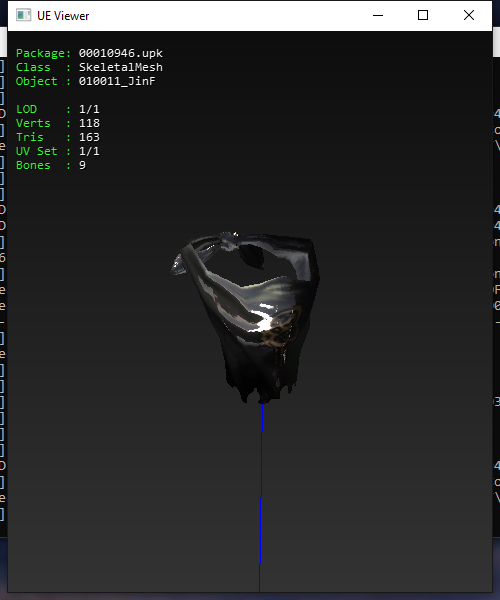 UE Viewer
Package: 00010946.upk
Class : SkeletalMesh
Object : 010011_JinF
LOD : 1/1
Verts : 118
Tris : 163
UV Set : 1/1
Bones : 9